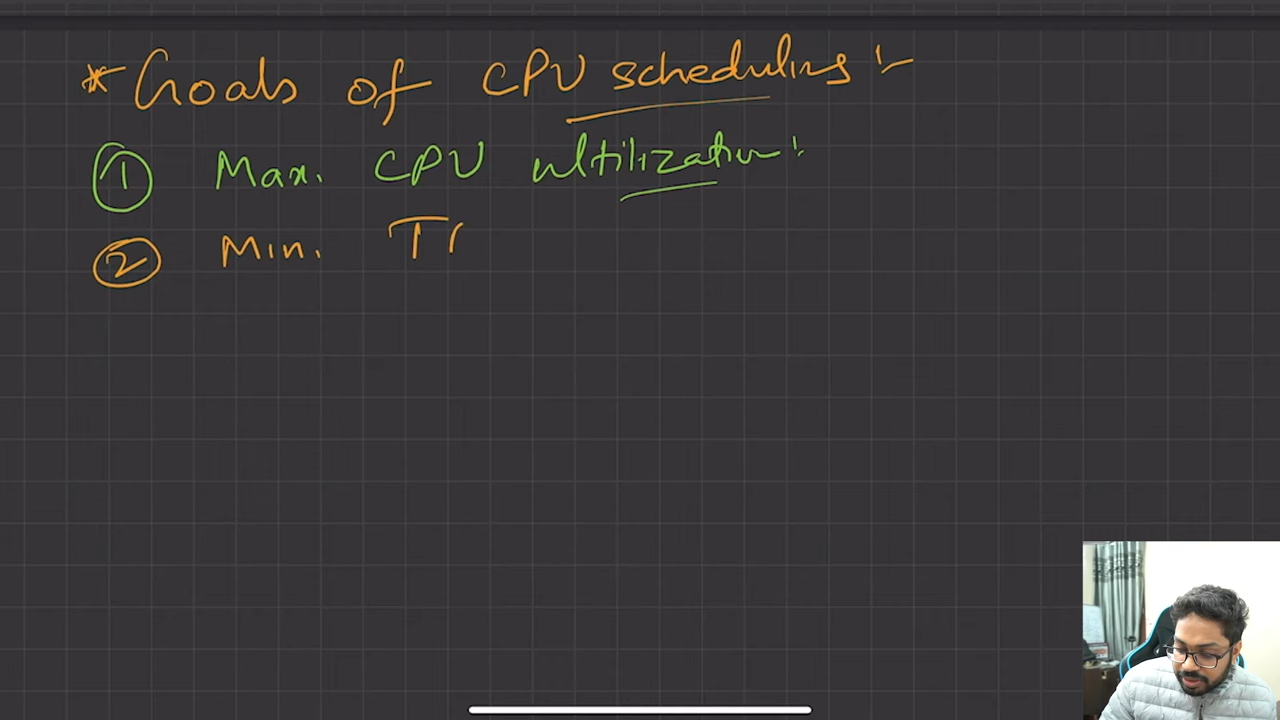 * Goals of CPU scheduling :-
① Max. CPU ultilization :
② Min. T